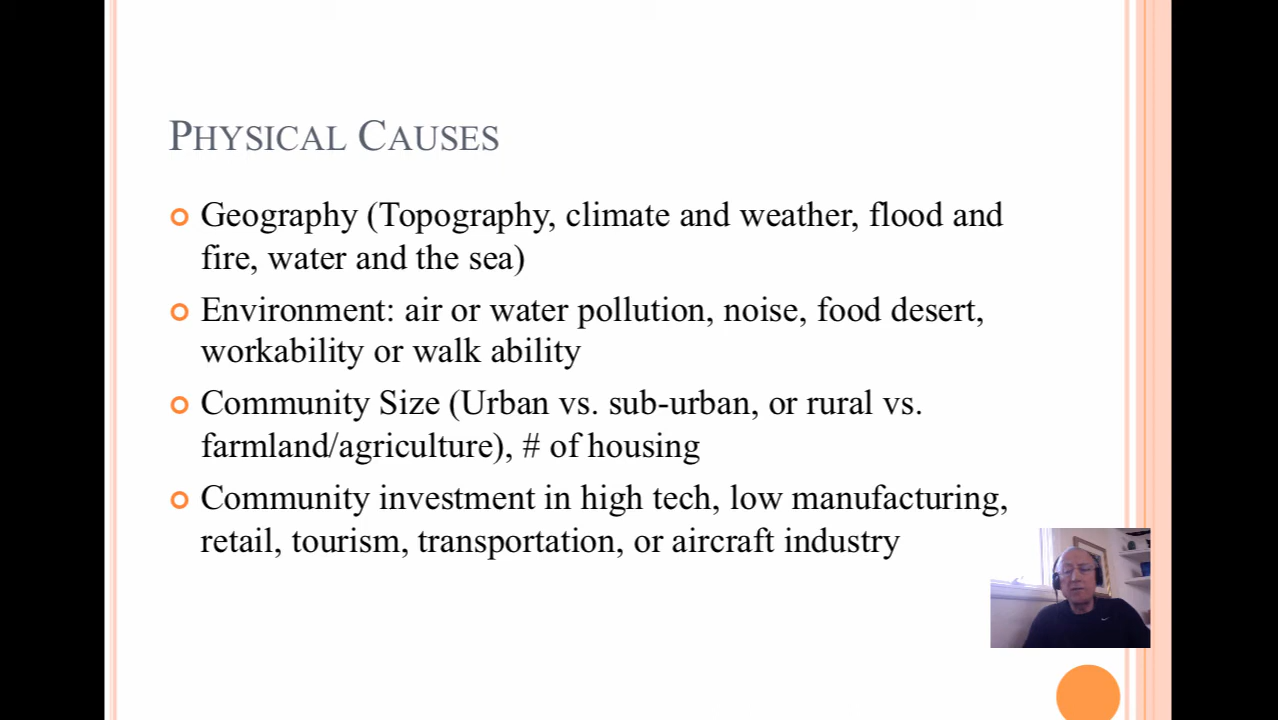 PHYSICAL CAUSES
Geography (Topography, climate and weather, flood and
fire, water and the sea)
Environment: air or water pollution, noise, food desert,
workability or walk ability
Community Size (Urban vs. sub-urban, or rural vs.
farmland/agriculture), # of housing
Community investment in high tech, low manufacturing,
retail, tourism, transportation, or aircraft industry